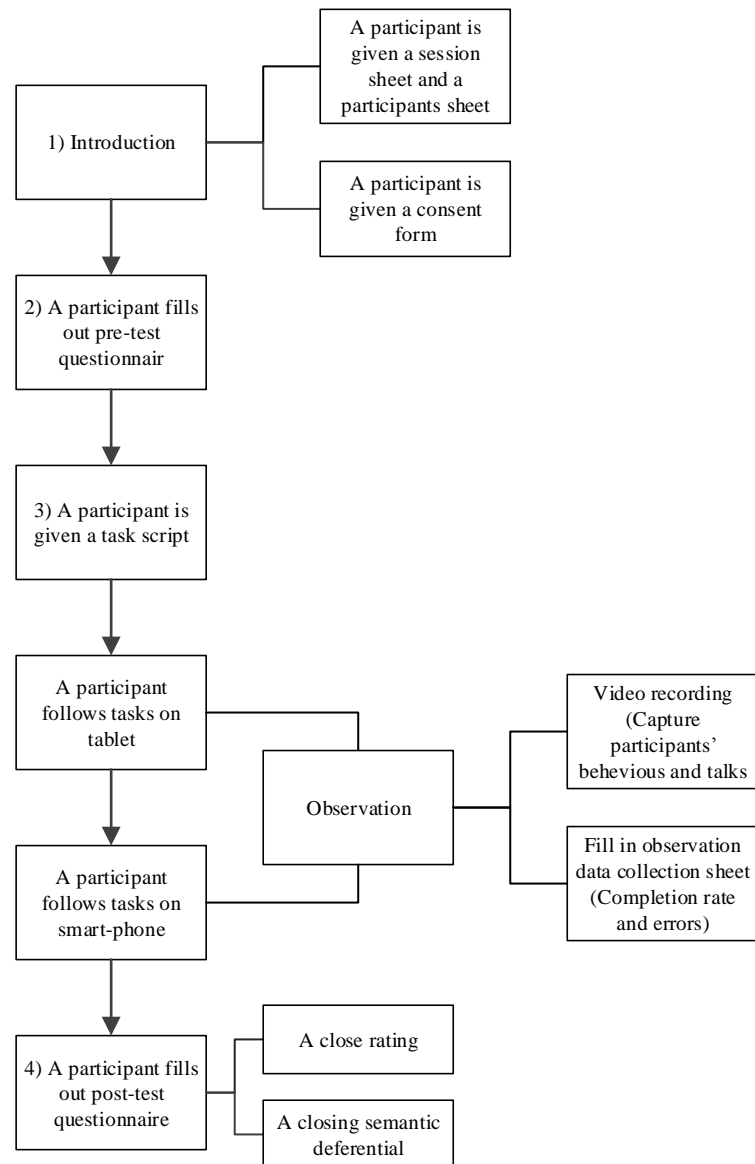 A participant is
given a session
sheet and a
participants sheet
1) Introduction
A participant is
given a consent
form
2) A participant fills
out pre-test
questionnair
3) A participant is
given a task script
A participant
follows tasks on
tablet
Video recording
(Capture
participants’
behevious and talks
Observation
Fill in observation
data collection sheet
(Completion rate
and errors)
A participant
follows tasks on
smart-phone
A close rating
4) A participant fills
out post-test
questionnaire
A closing semantic
deferential